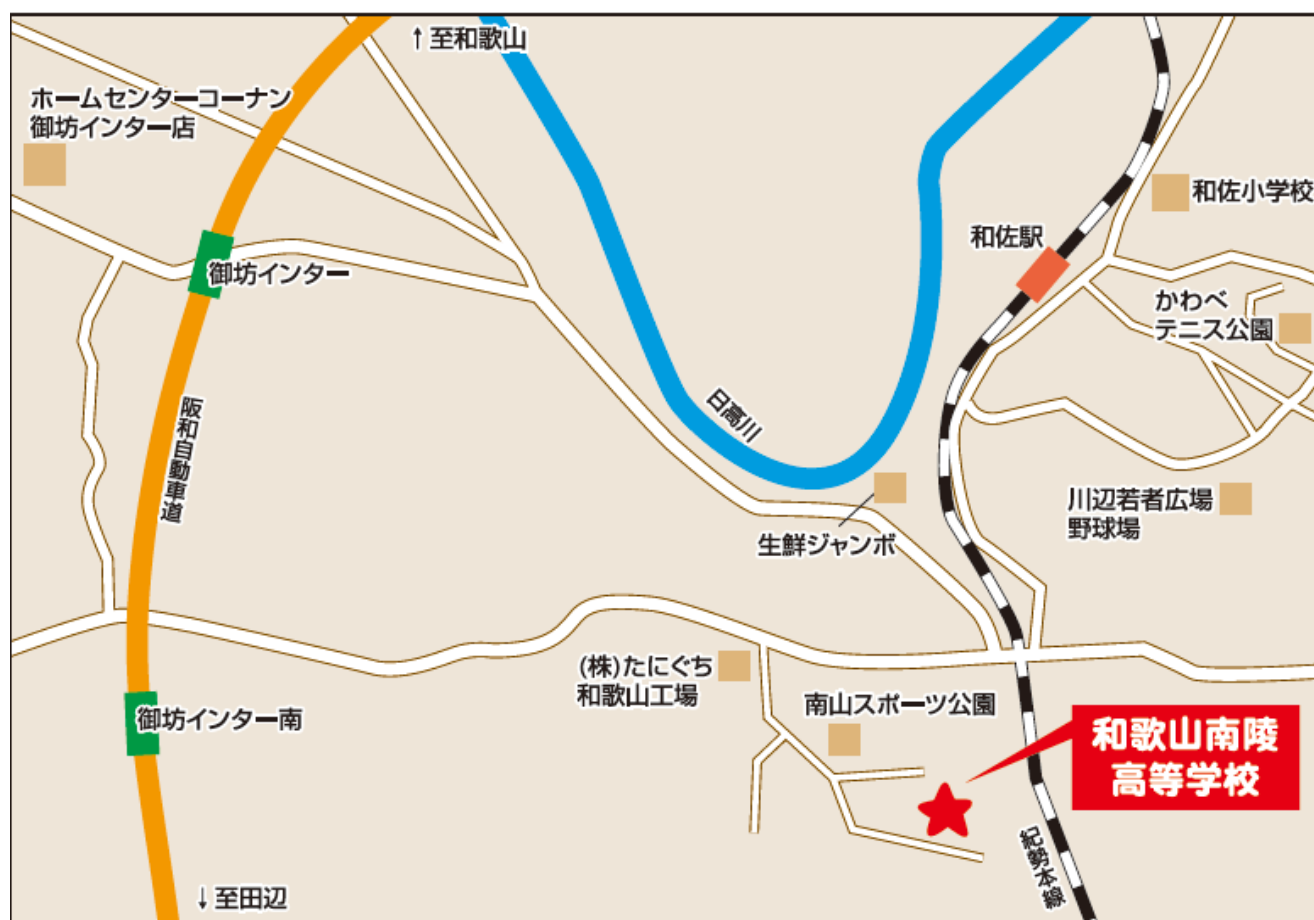 ↑至和歌山
ホームセンターコーナン
御坊インター店
和佐小学校
和佐駅
御坊インター
かわべ
テニス公園
阪和自動車道
日高川
川辺若者広場
野球場
生鮮ジャンボ
(株)たにぐち
和歌山工場
南山スポーツ公園
御坊インター南
和歌山南陵
高等学校
紀勢本線
↓至田辺